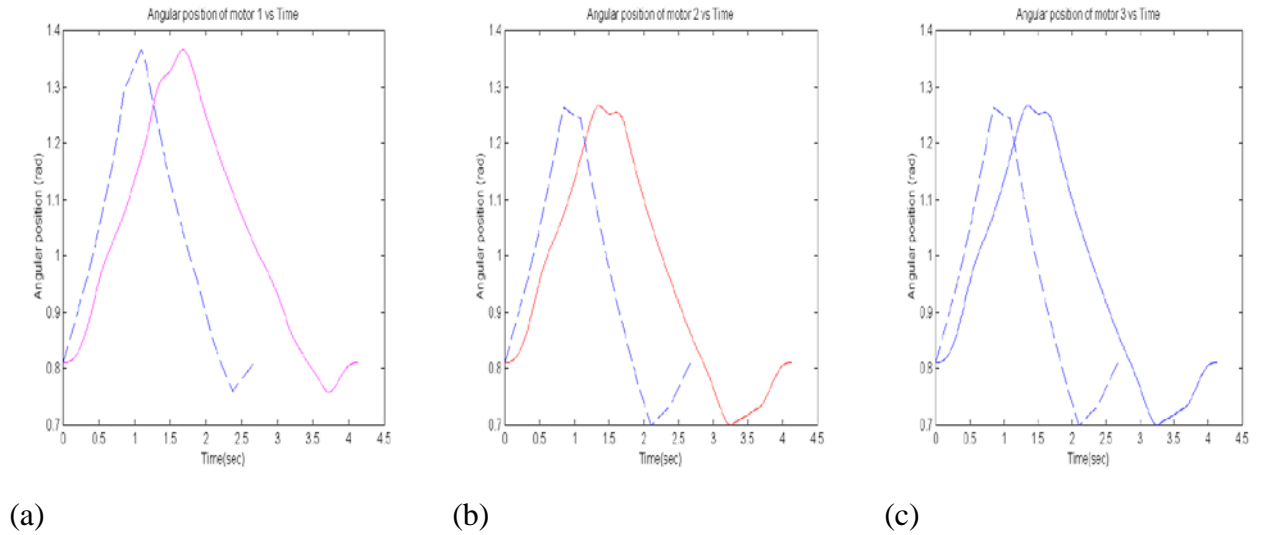 Angular position of motor 1 vs Time
1.4
1.3
1.2
1.1
1
0.9
0.8
0.7
Angular position (rad)
0 0.5 1 1.5 2 2.5 3 3.5 4 4.5
Time(sec)
(a)
Angular position of motor 2 vs Time
1.4
1.3
1.2
1.1
1
0.9
0.8
0.7
Angular position (rad)
0 0.5 1 1.5 2 2.5 3 3.5 4 4.5
Time(sec)
(b)
Angular position of motor 3 vs Time
1.4
1.3
1.2
1.1
1
0.9
0.8
0.7
Angular position (rad)
0 0.5 1 1.5 2 2.5 3 3.5 4 4.5
Time(sec)
(c)